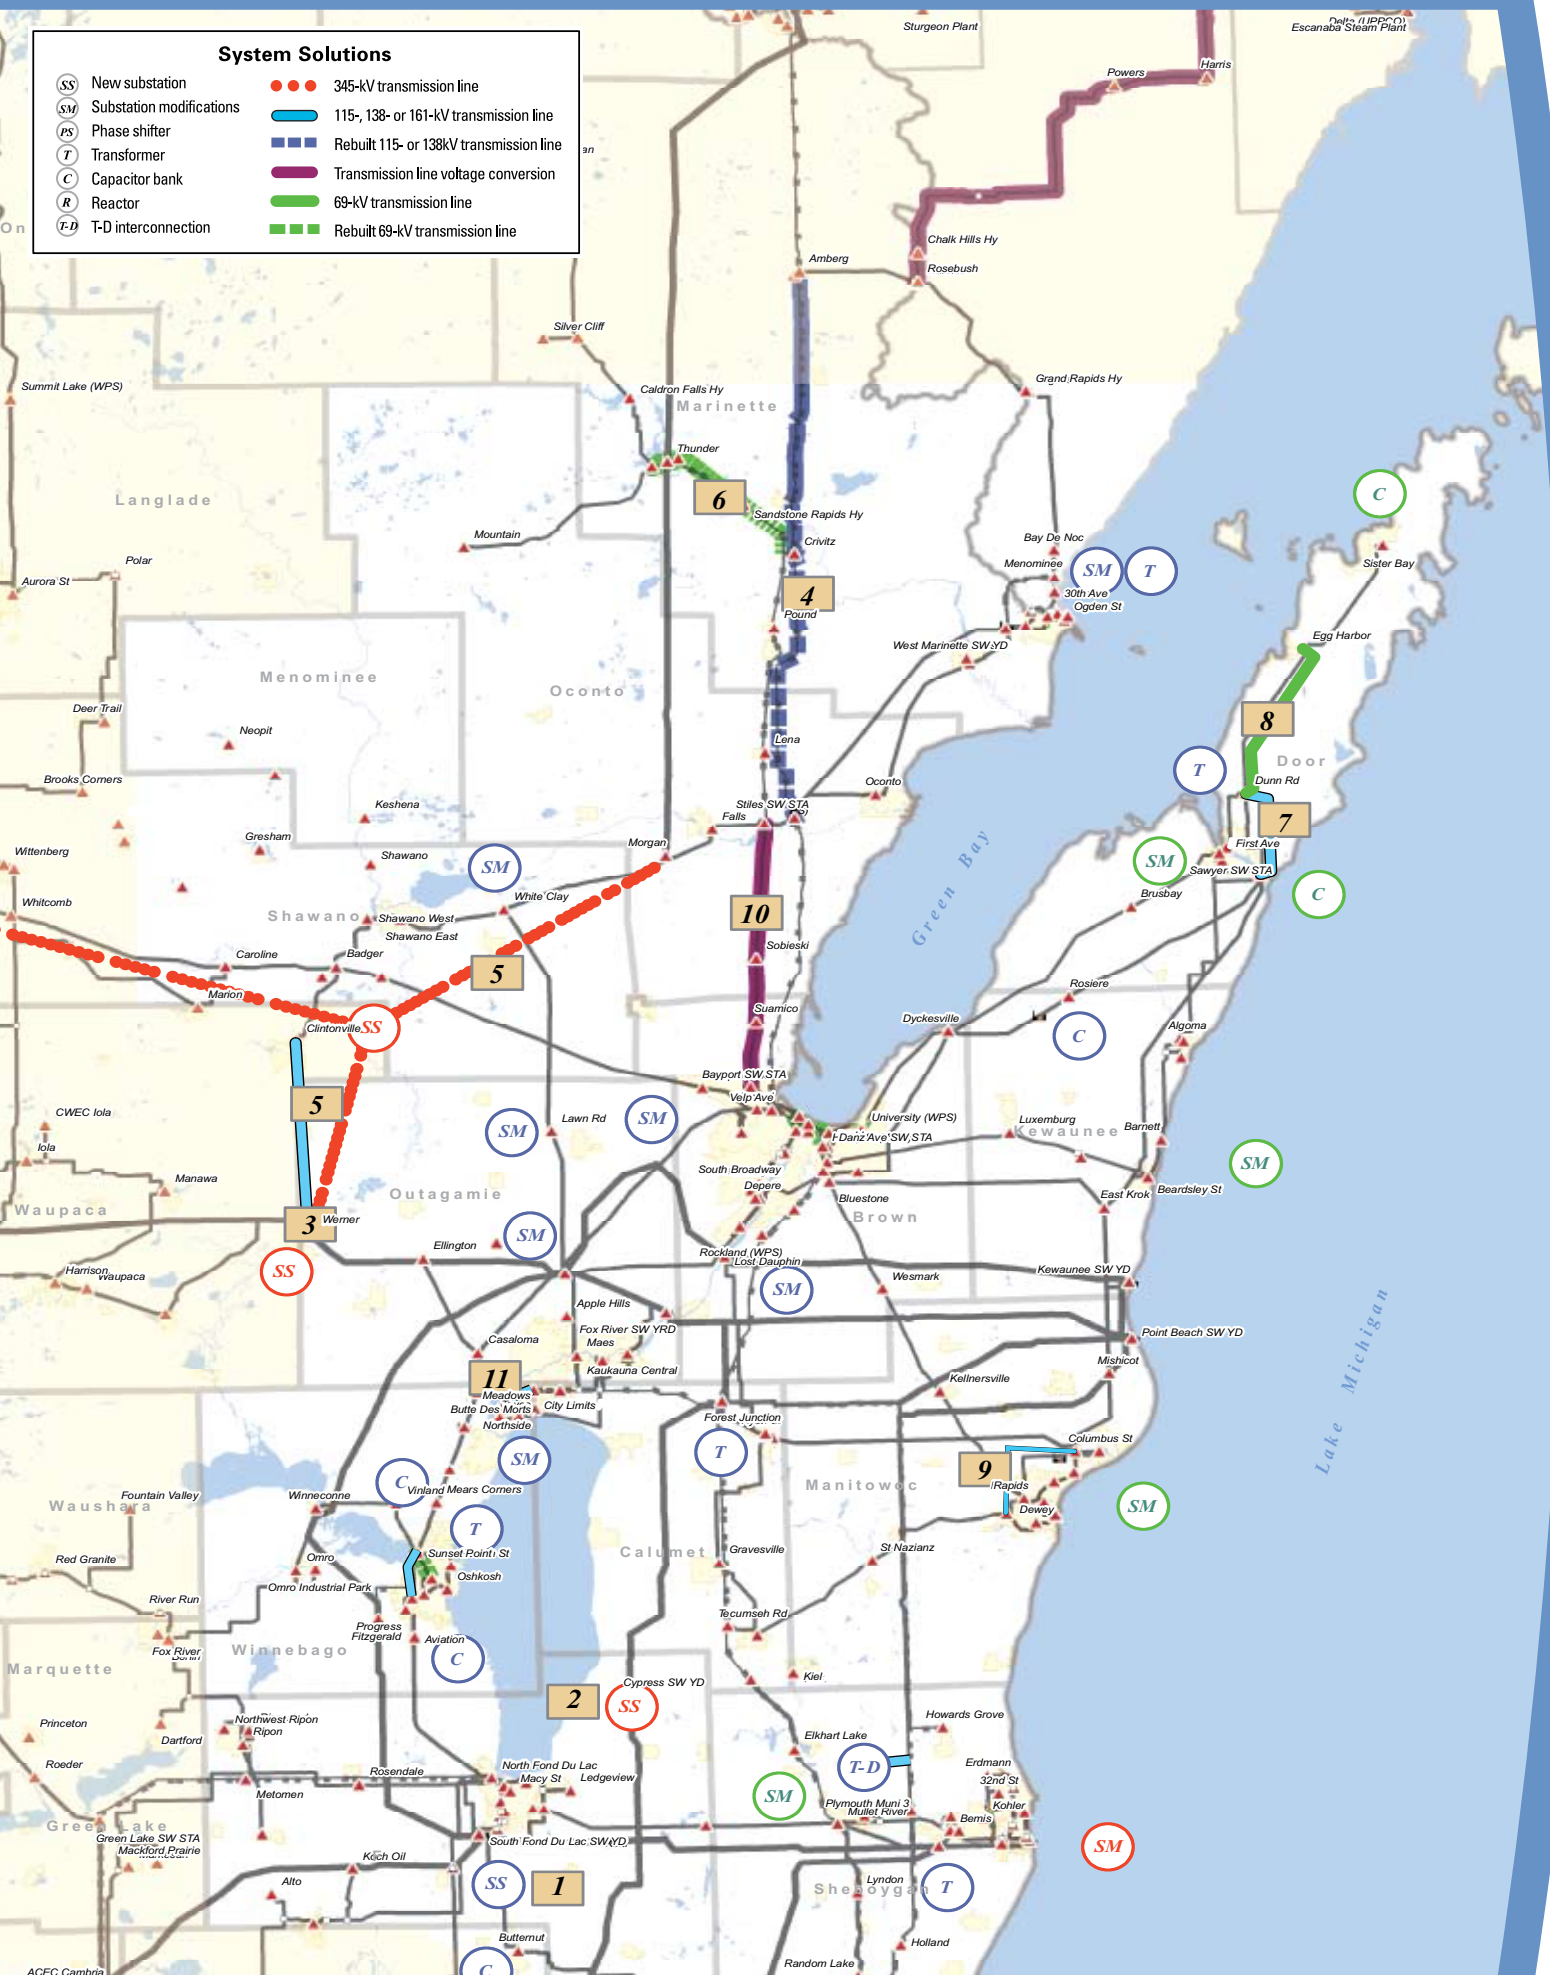 System Solutions
SS New substation
SM Substation modifications
PS Phase shifter
T Transformer
C Capacitor bank
R Reactor
T-D T-D interconnection
345-kV transmission line
115-, 138- or 161-kV transmission line
Rebuilt 115- or 138kV transmission line
Transmission line voltage conversion
69-kV transmission line
Rebuilt 69-kV transmission line
Sturgeon Plant
Delta (UPPCO)
Escanaba Steam Plant
Harris
Powers
Chalk Hills Hy
Rosebush
Amberg
Silver Cliff
Summit Lake (WPS)
Caldron Falls Hy
Marinette
Grand Rapids Hy
Thunder
6
Langlade
Sandstone Rapids Hy
Crivitz
Mountain
C
Sister Bay
Bay De Noc
Menominee
SM
T
30th Ave
Ogden St
Polar
Aurora St
4
Pound
West Marinette SW YD
Egg Harbor
Menominee
Oconto
Deer Trail
Neopit
8
Door
Lena
Brooks Corners
T
Dunn Rd
Oconto
Keshena
Stiles SW STA
Falls
7
Gresham
Morgan
First Ave
Shawano
SM
SM
Sawyer SW STA
Wittenberg
Brusbay
C
White Clay
Green Bay
Whitcomb
Shawano
Shawano West
Shawano East
10
Caroline
Badger
5
Sobieski
Marion
Rosiere
Suamico
Clintonville
SS
Dyckesville
C
Algoma
Bayport SW STA
Velp Ave
5
CWEC Iola
Iola
Lawn Rd
SM
SM
University (WPS)
Danz Ave SW STA
Luxemburg
Kewaunee
Barnett
SM
Manawa
South Broadway
Depere
Outagamie
Bluestone
East Krok
Beardsley St
Waupaca
3
Werner
Brown
SM
Ellington
Rockland (WPS)
Lost Dauphin
SS
Harrison
Waupaca
SM
Wesmark
Kewaunee SW YD
Apple Hills
Fox River SW YRD
Maes
Casaloma
Point Beach SW YD
Mishicot
Kaukauna Central
11
Meadows
Butte Des Morts
City Limits
Northside
Kellnersville
Forest Junction
T
Columbus St
Lake Michigan
SM
9
Manitowoc
Rapids
Dewey
SM
C
Vinland
Mears Corners
Winneconne
Waushara
Fountain Valley
T
Sunset Point
Oshkosh
Omro
Omro Industrial Park
Red Granite
Calumet
Gravesville
St Nazianz
River Run
Progress
Fitzgerald
Aviation
C
Tecumseh Rd
Fox River
Berlin
Winnebago
Marquette
Kiel
2
SS
Cypress SW YD
Princeton
Northwest Ripon
Ripon
Dartford
Howards Grove
Elkhart Lake
T-D
Roeder
Rosendale
North Fond Du Lac
Macy St
Ledgeview
Erdmann
32nd St
Metomen
SM
Plymouth Muni 3
Mullet River
Kohler
Bemis
Green Lake
Green Lake SW STA
Mackford Prairie
South Fond Du Lac SW YD
SM
Koch Oil
SS
1
Alto
Lyndon
Sheboygan
T
Butternut
Holland
C
Random Lake
ACEC Cambria